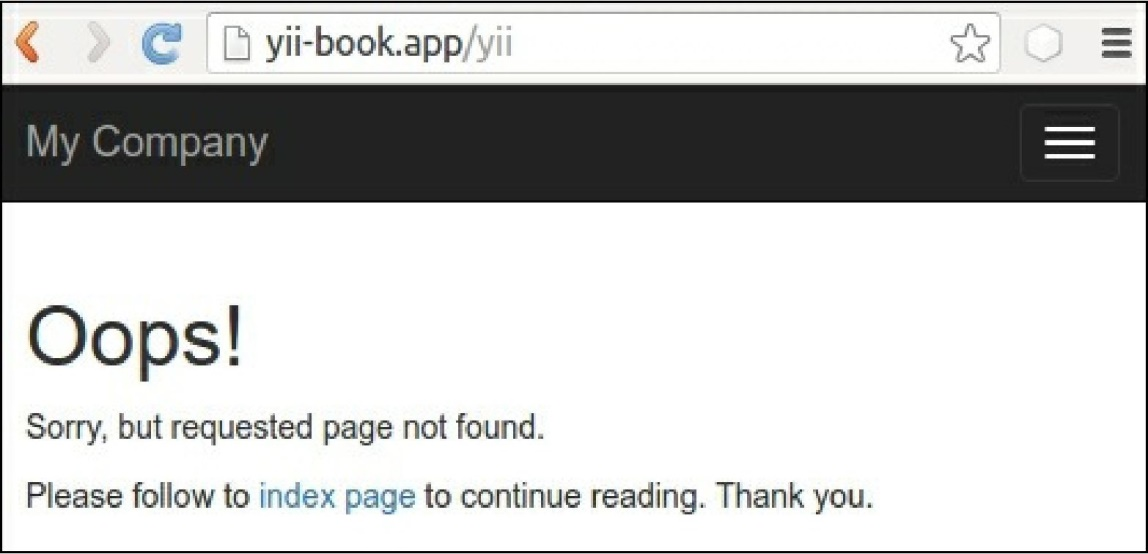 yii-book.app/yii
My Company
Oops!
Sorry, but requested page not found.
Please follow to index page to continue reading. Thank you.